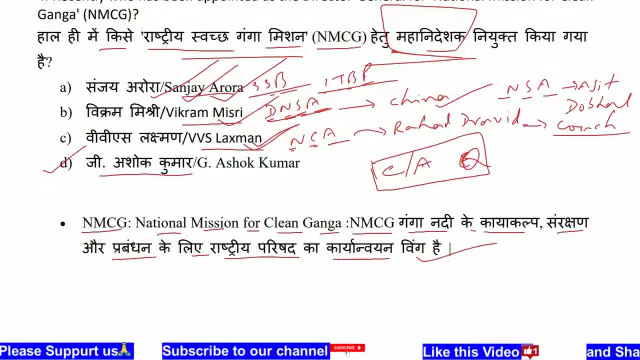 Ganga' (NMCG)?
हाल ही में किसे 'राष्ट्रीय स्वच्छ गंगा मिशन' (NMCG) हेतु महानिदेशक नियुक्त किया गया
है?
a) संजय अरोरा/Sanjay Arora SSB ITBP
b) विक्रम मिश्री/Vikram Misri DNSA → China NSA → Ajit Doshal
c) वीवीएस लक्ष्मण/VVS Laxman NCA → Rahad Dravid → couch
d) जी. अशोक कुमार/G. Ashok Kumar C/A Q
• NMCG: National Mission for Clean Ganga :NMCG गंगा नदी के कायाकल्प, संरक्षण
और प्रबंधन के लिए राष्ट्रीय परिषद का कार्यान्वयन विंग है |
Please Suppurt us Subscribe to our channel Like this Video and Sha